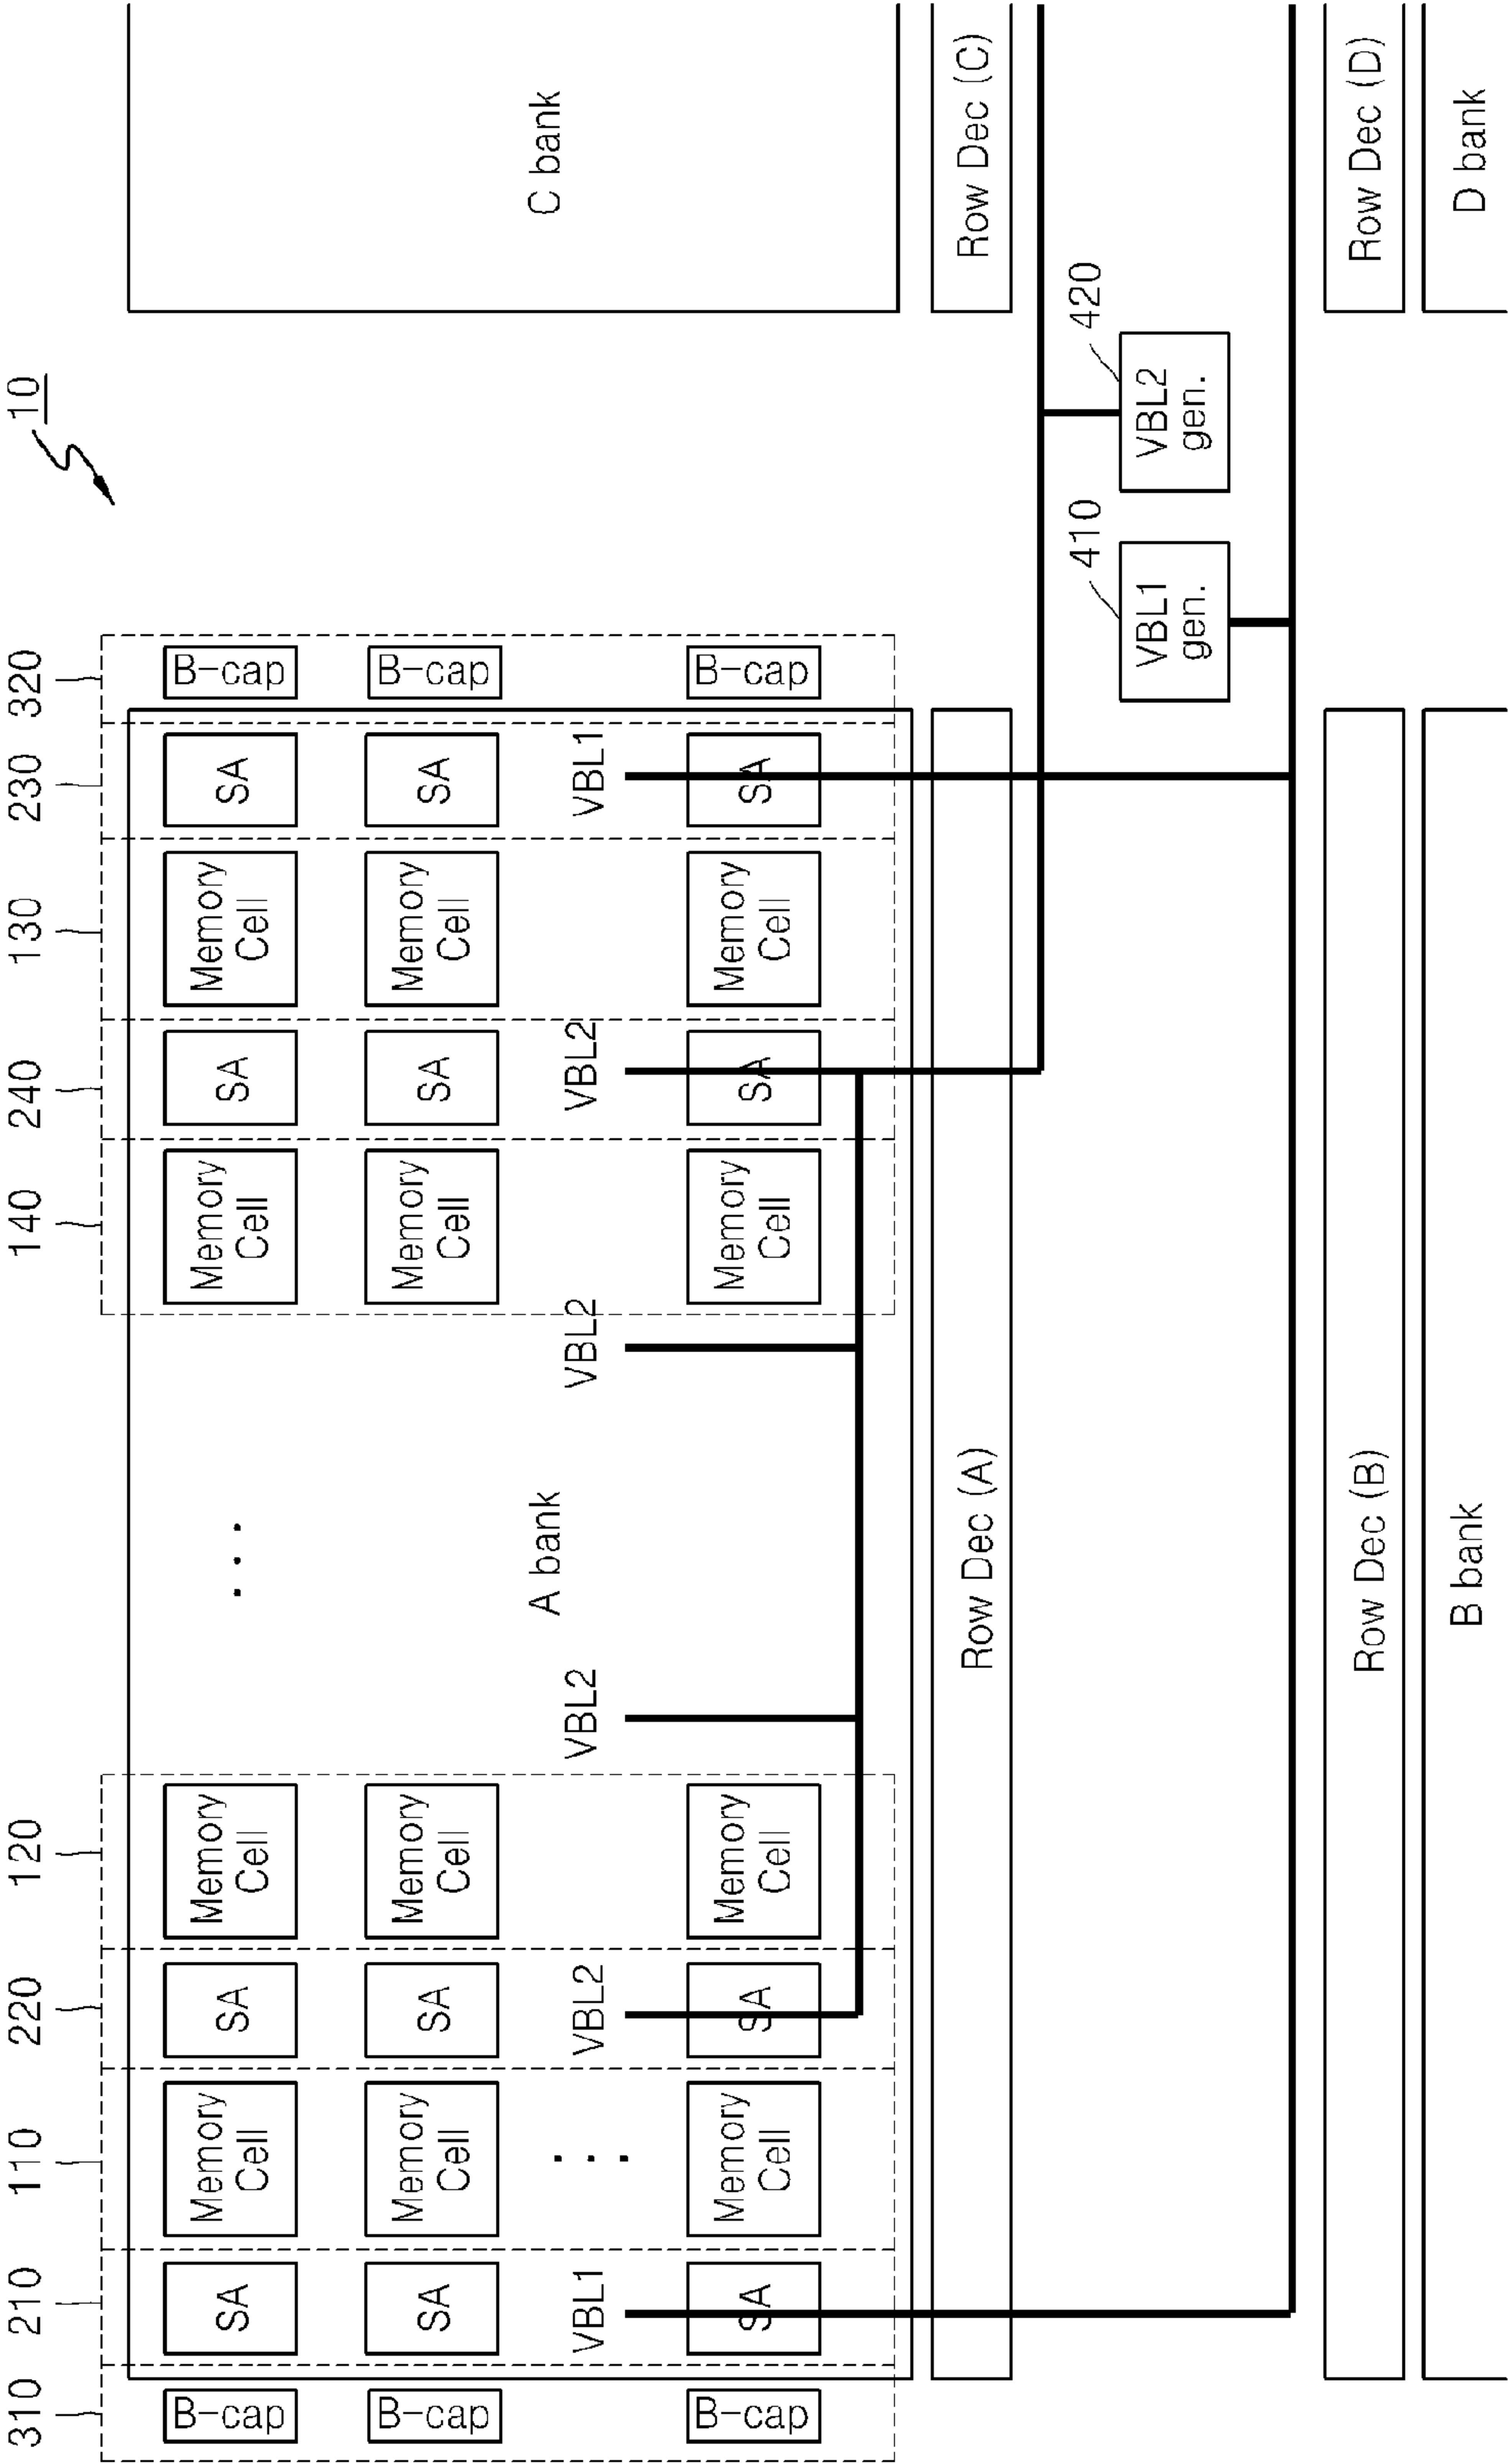 310
210
110
220
120
140
240
130
230
320
10
B-cap
SA
Memory
Cell
SA
Memory
Cell
...
Memory
Cell
SA
Memory
Cell
SA
B-cap
B-cap
SA
Memory
Cell
SA
Memory
Cell
Memory
Cell
SA
Memory
Cell
SA
B-cap
VBL1
...
VBL2
VBL2
A bank
VBL2
VBL2
VBL1
C bank
B-cap
SA
Memory
Cell
SA
Memory
Cell
Memory
Cell
SA
Memory
Cell
SA
B-cap
Row Dec (A)
Row Dec (C)
410
420
VBL1
gen.
VBL2
gen.
Row Dec (B)
Row Dec (D)
B bank
D bank